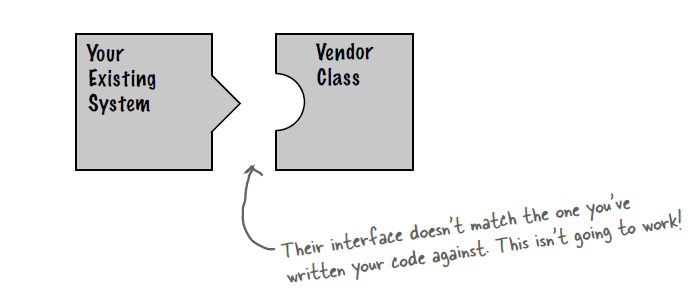 Your
Existing
System
Vendor
Class
Their interface doesn't match the one you've
written your code against. This isn't going to work!